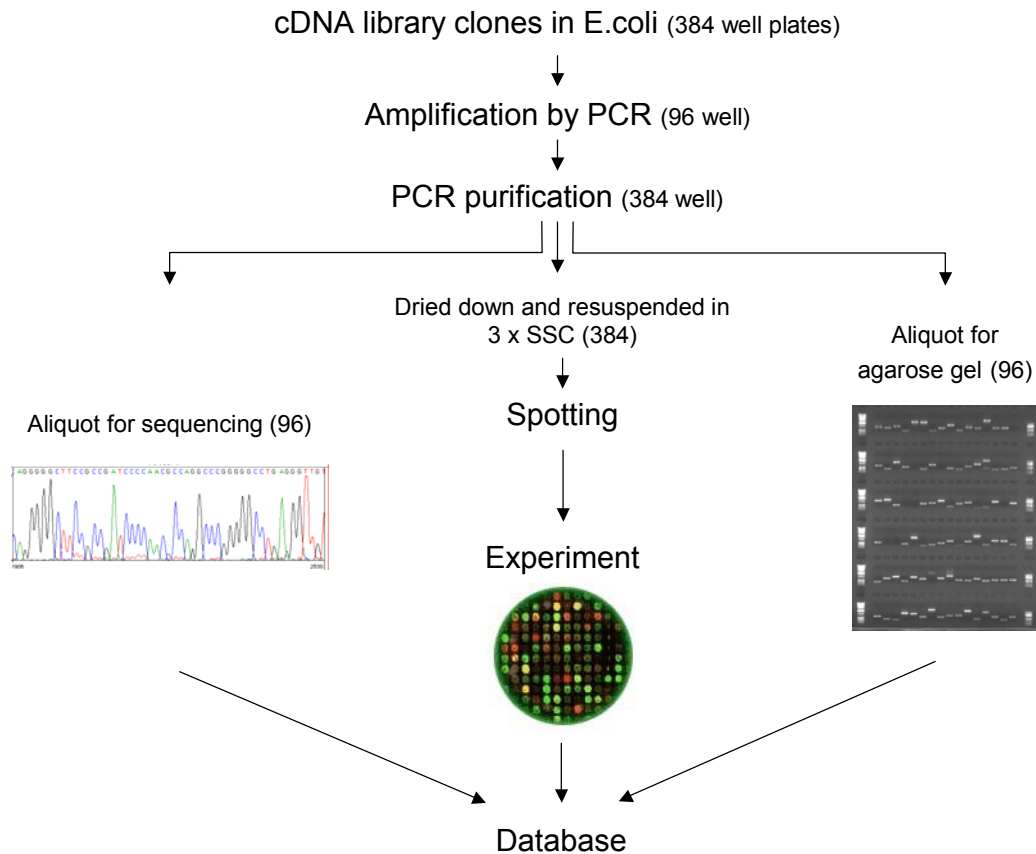 cDNA library clones in E.coli (384 well plates)
Amplification by PCR (96 well)
PCR purification (384 well)
Dried down and resuspended in
3 x SSC (384)
Aliquot for
agarose gel (96)
Spotting
Aliquot for sequencing (96)
Experiment
Database